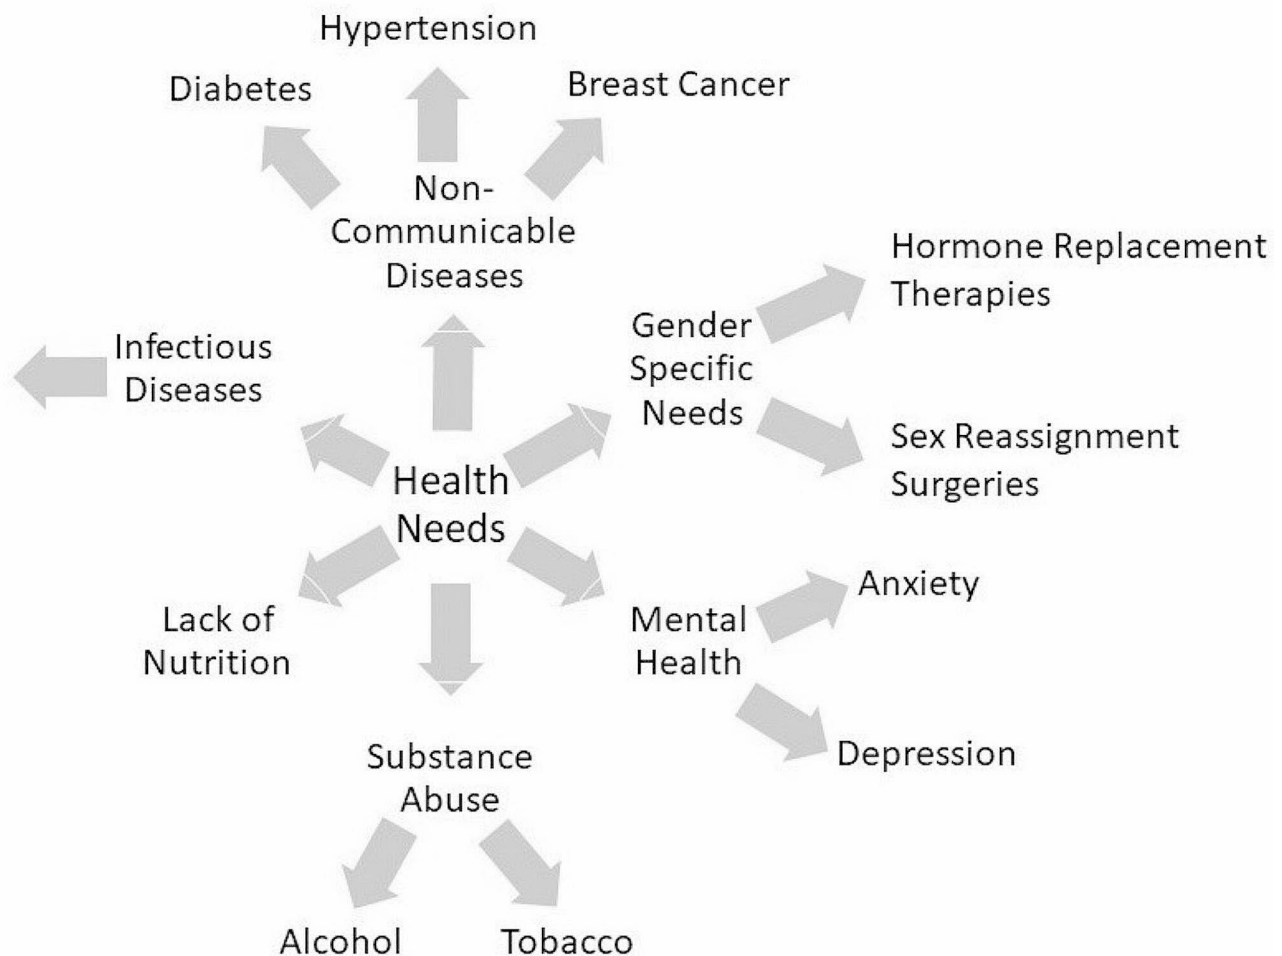 Hypertension
Diabetes
Breast Cancer
Non-
Communicable
Diseases
Hormone Replacement
Therapies
Gender
Specific
Needs
Infectious
Diseases
Sex Reassignment
Surgeries
Health
Needs
Anxiety
Lack of
Nutrition
Mental
Health
Depression
Substance
Abuse
Alcohol
Tobacco